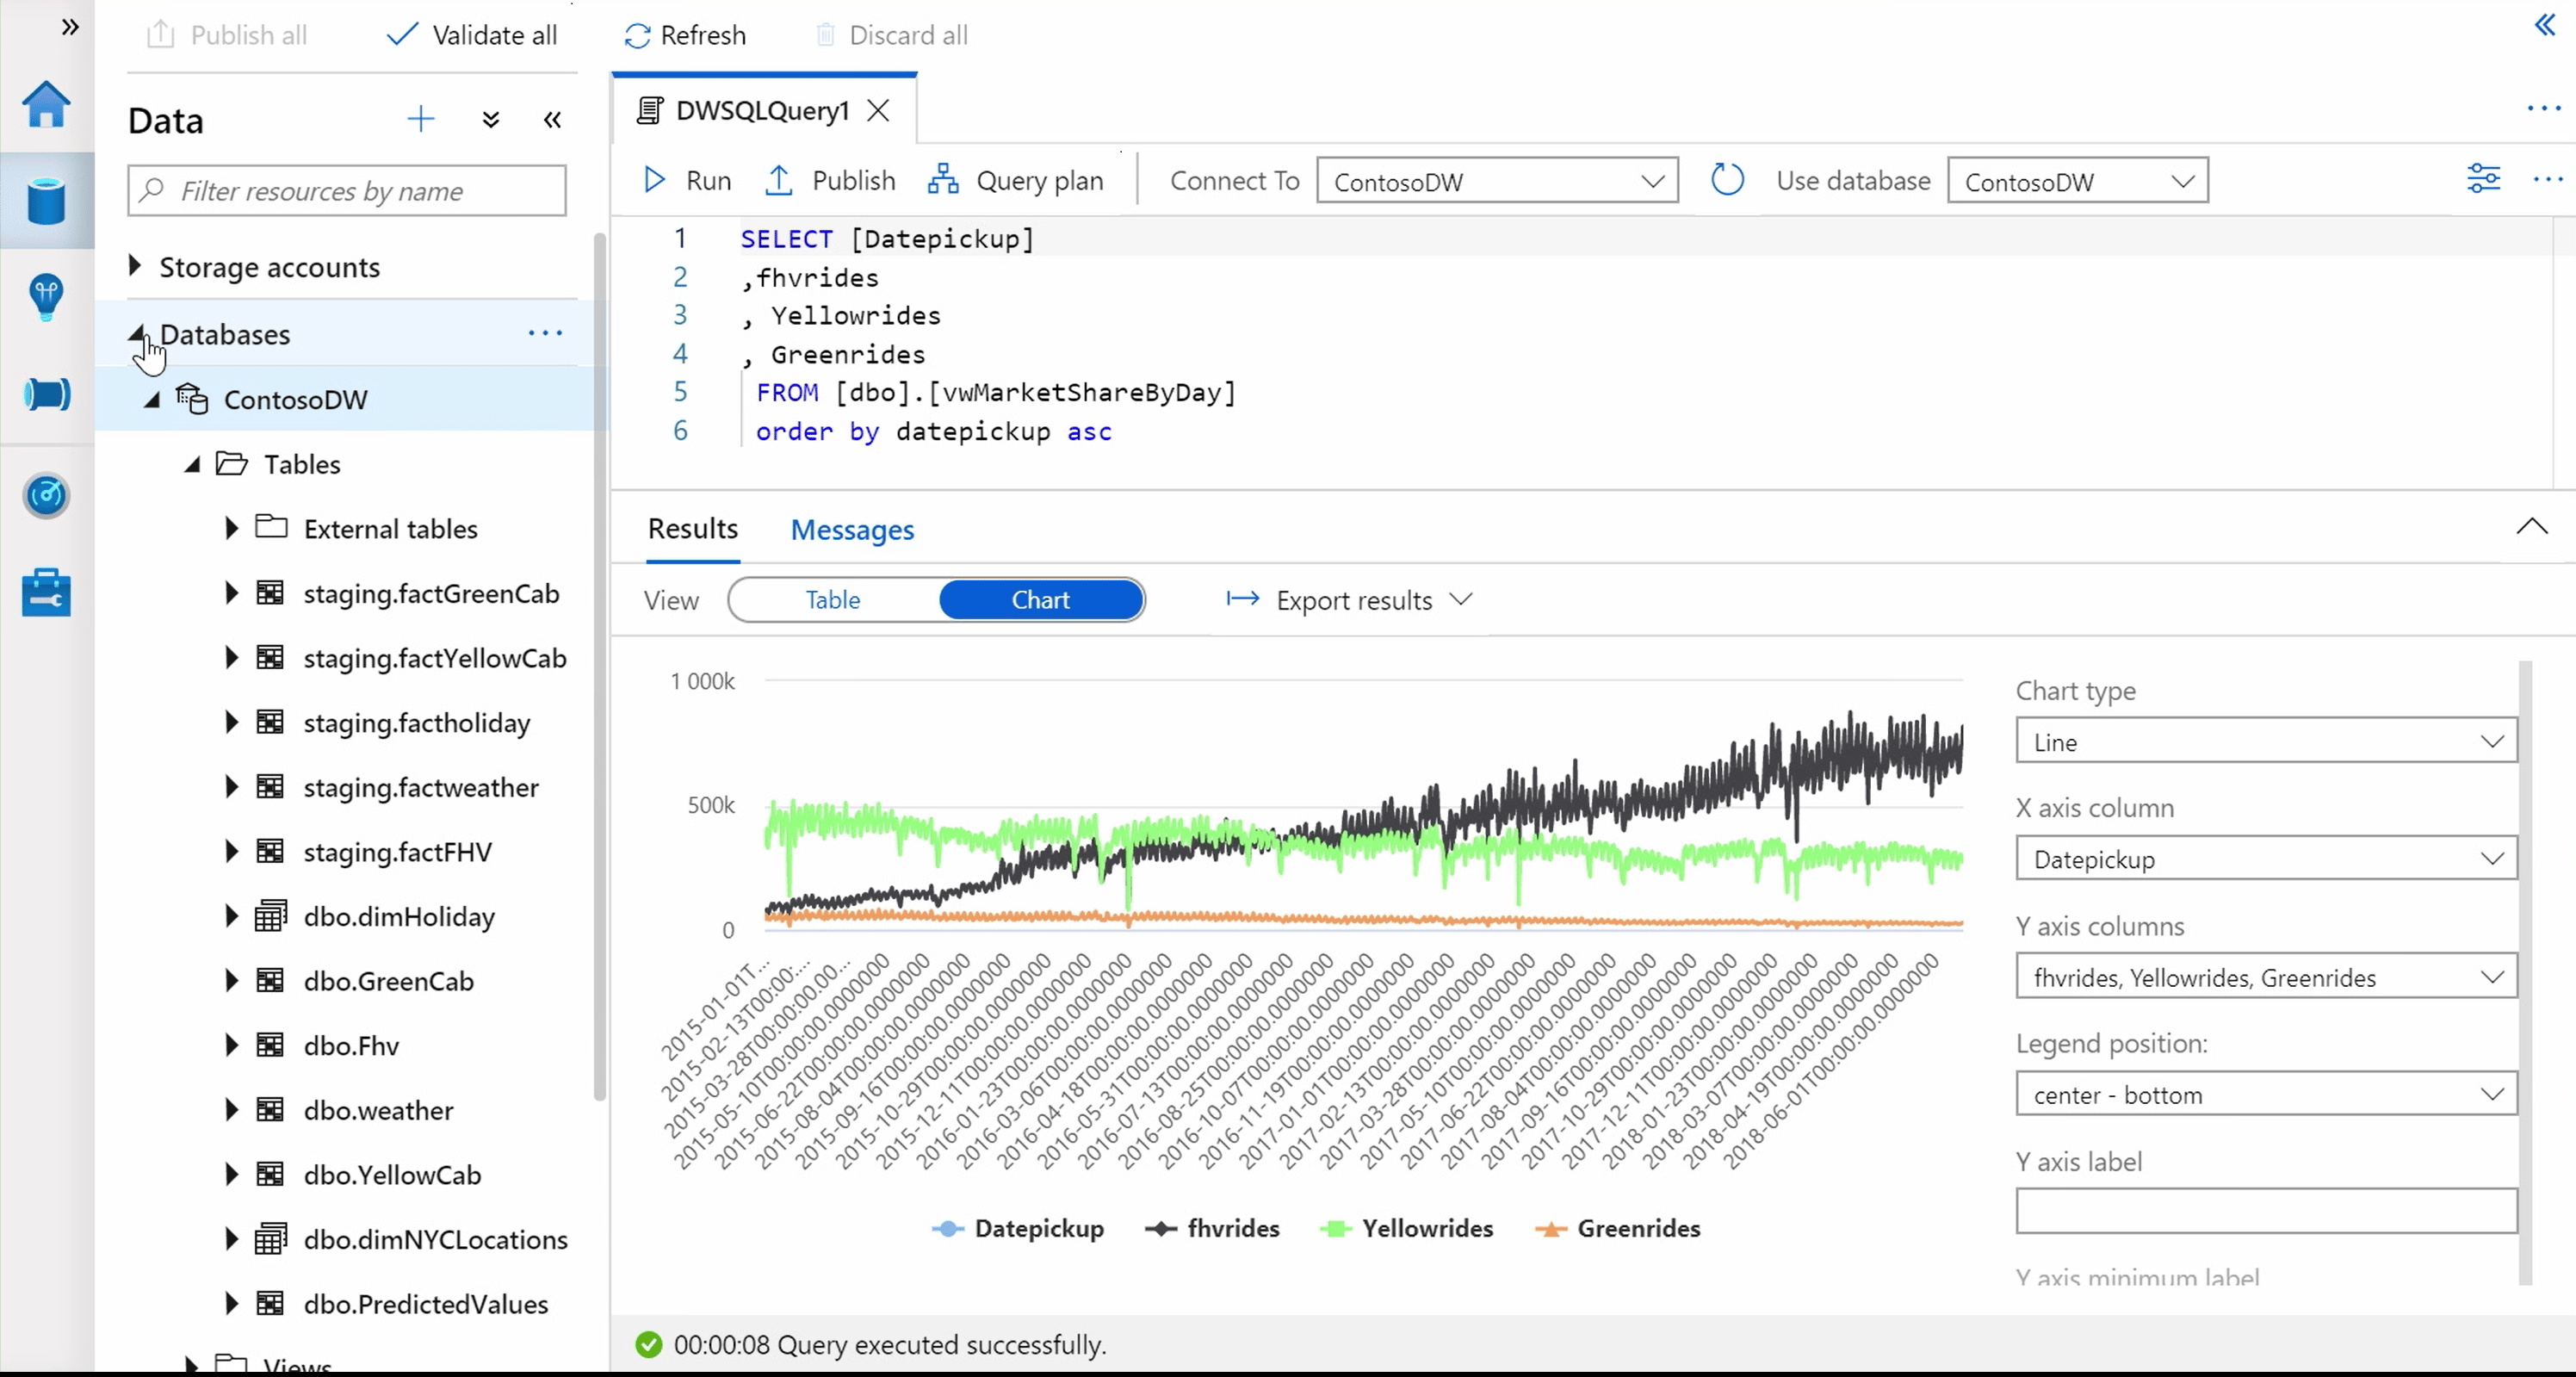 Publish all
Validate all
Refresh
Discard all
Data
Filter resources by name
Storage accounts
Databases
ContosoDW
Tables
External tables
staging.factGreenCab
staging.factYellowCab
staging.factholiday
staging.factweather
staging.factFHV
dbo.dimHoliday
dbo.GreenCab
dbo.Fhv
dbo.weather
dbo.YellowCab
dbo.dimNYCLocations
dbo.PredictedValues
Views
DWSQLQuery1
Run
Publish
Query plan
Connect To
ContosoDW
Use database
ContosoDW
1 SELECT [Datepickup]
2 ,fhvrides
3 , Yellowrides
4 , Greenrides
5 FROM [dbo].[vwMarketShareByDay]
6 order by datepickup asc
Results
Messages
View
Table
Chart
Export results
1 000k
500k
0
2015-01-01T...
2015-02-13T00:00:...
2015-03-28T00:00:00.00...
2015-05-10T00:00:00.0000000
2015-06-22T00:00:00.0000000
2015-08-04T00:00:00.0000000
2015-09-16T00:00:00.0000000
2015-10-29T00:00:00.0000000
2015-12-11T00:00:00.0000000
2016-01-23T00:00:00.0000000
2016-03-06T00:00:00.0000000
2016-04-18T00:00:00.0000000
2016-05-31T00:00:00.0000000
2016-07-13T00:00:00.0000000
2016-08-25T00:00:00.0000000
2016-10-07T00:00:00.0000000
2016-11-19T00:00:00.0000000
2017-01-01T00:00:00.0000000
2017-02-13T00:00:00.0000000
2017-03-28T00:00:00.0000000
2017-05-10T00:00:00.0000000
2017-06-22T00:00:00.0000000
2017-08-04T00:00:00.0000000
2017-09-16T00:00:00.0000000
2017-10-29T00:00:00.0000000
2017-12-11T00:00:00.0000000
2018-01-23T00:00:00.0000000
2018-03-07T00:00:00.0000000
2018-04-19T00:00:00.0000000
2018-06-01T00:00:00.0000000
Datepickup
fhvrides
Yellowrides
Greenrides
Chart type
Line
X axis column
Datepickup
Y axis columns
fhvrides, Yellowrides, Greenrides
Legend position:
center - bottom
Y axis label
Y axis minimum label
00:00:08 Query executed successfully.